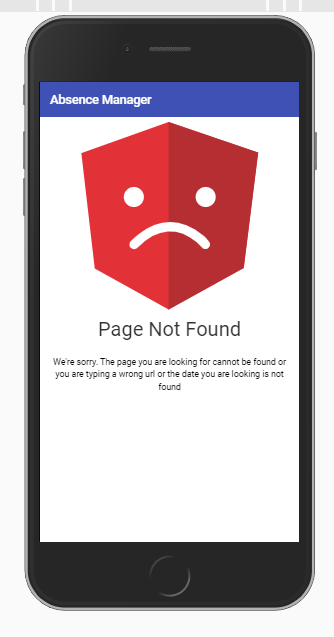 Absence Manager
Page Not Found
We're sorry. The page you are looking for cannot be found or
you are typing a wrong url or the date you are looking is not
found